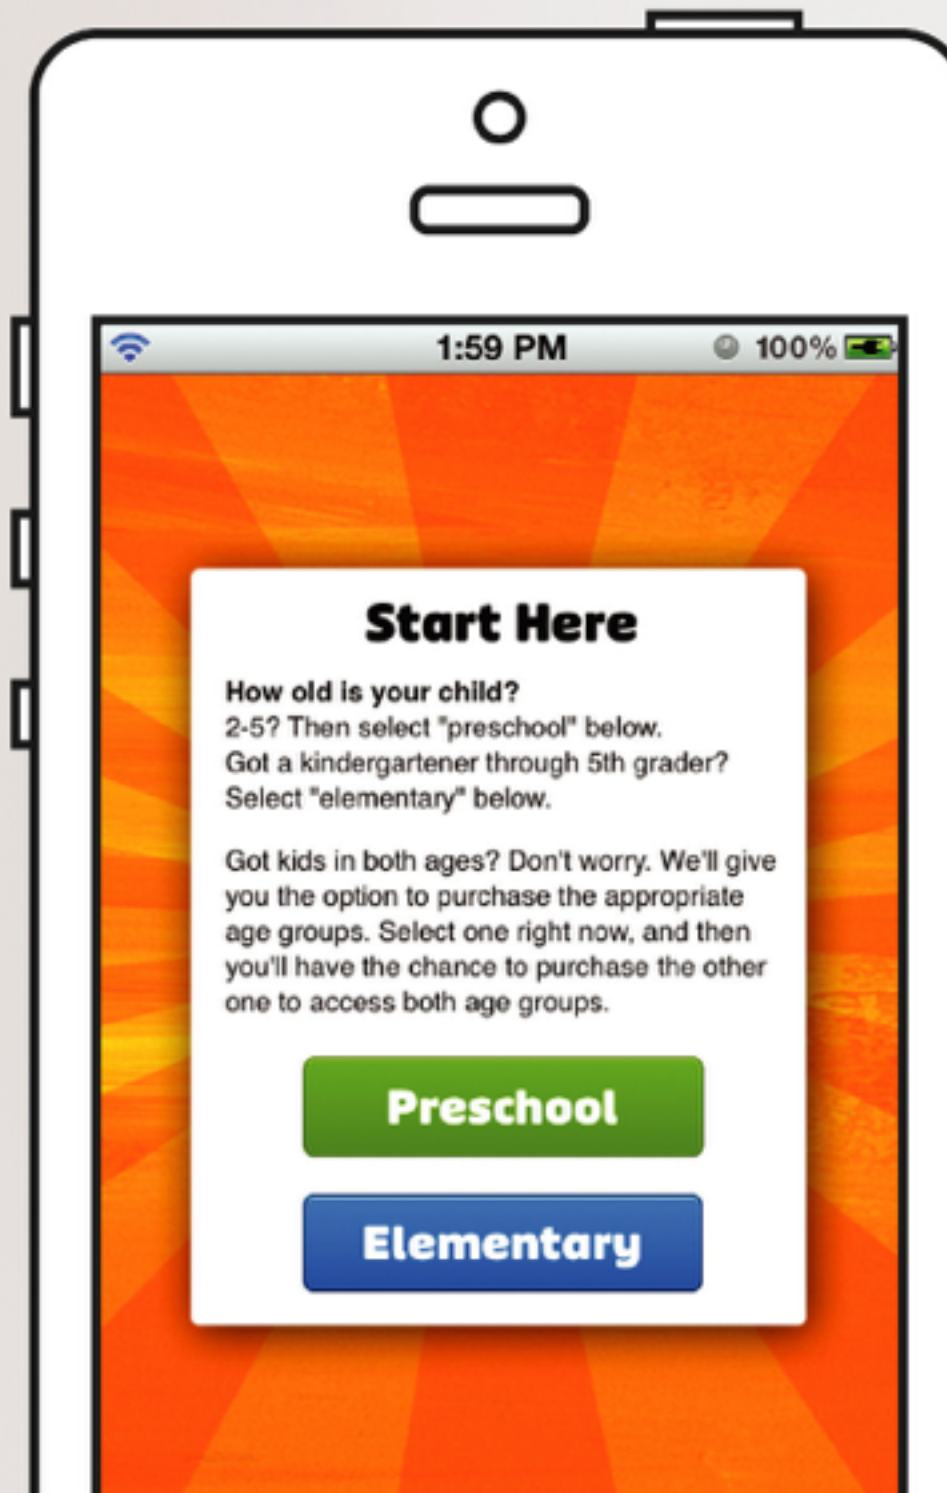 1:59 PM 100%
Start Here
How old is your child?
2-5? Then select "preschool" below.
Got a kindergartener through 5th grader?
Select "elementary" below.
Got kids in both ages? Don't worry. We'll give
you the option to purchase the appropriate
age groups. Select one right now, and then
you'll have the chance to purchase the other
one to access both age groups.
Preschool
Elementary